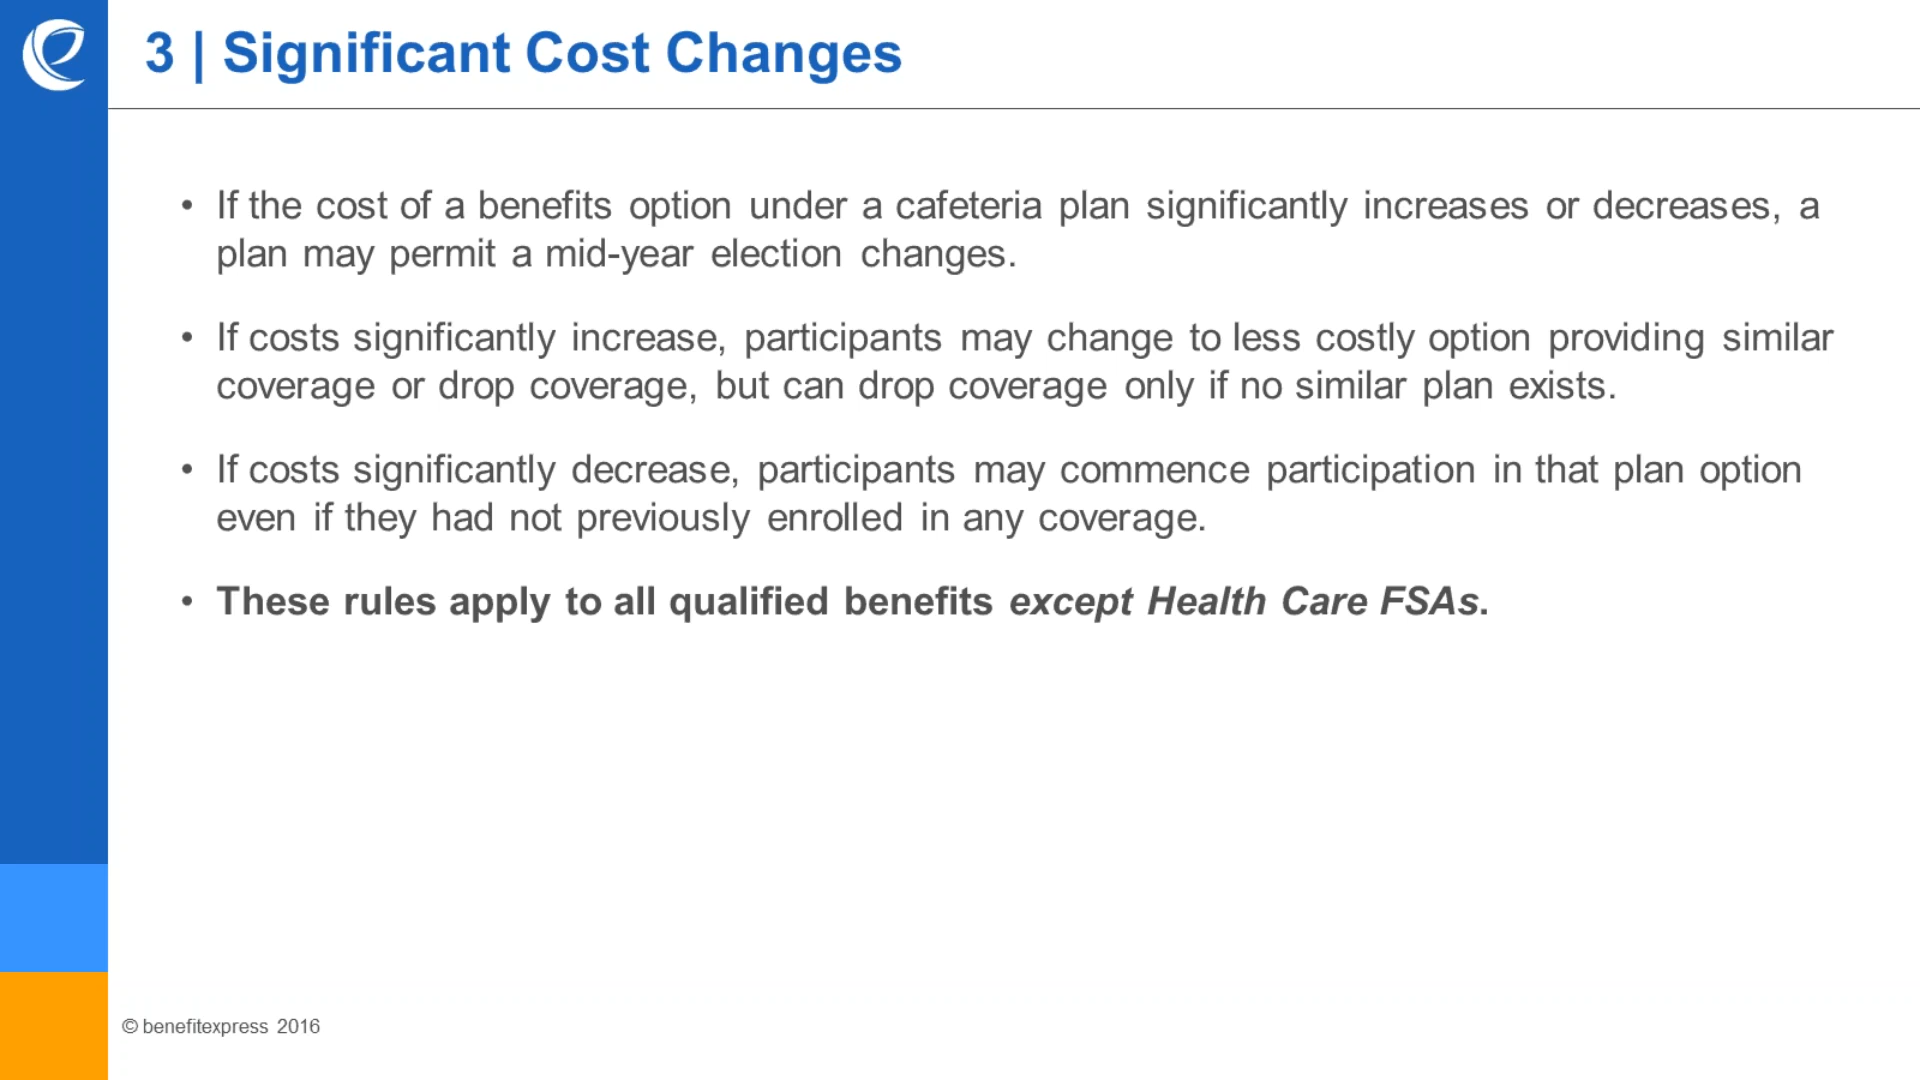 3 | Significant Cost Changes
• If the cost of a benefits option under a cafeteria plan significantly increases or decreases, a
plan may permit a mid-year election changes.
• If costs significantly increase, participants may change to less costly option providing similar
coverage or drop coverage, but can drop coverage only if no similar plan exists.
• If costs significantly decrease, participants may commence participation in that plan option
even if they had not previously enrolled in any coverage.
• These rules apply to all qualified benefits except Health Care FSAs.
© benefitexpress 2016